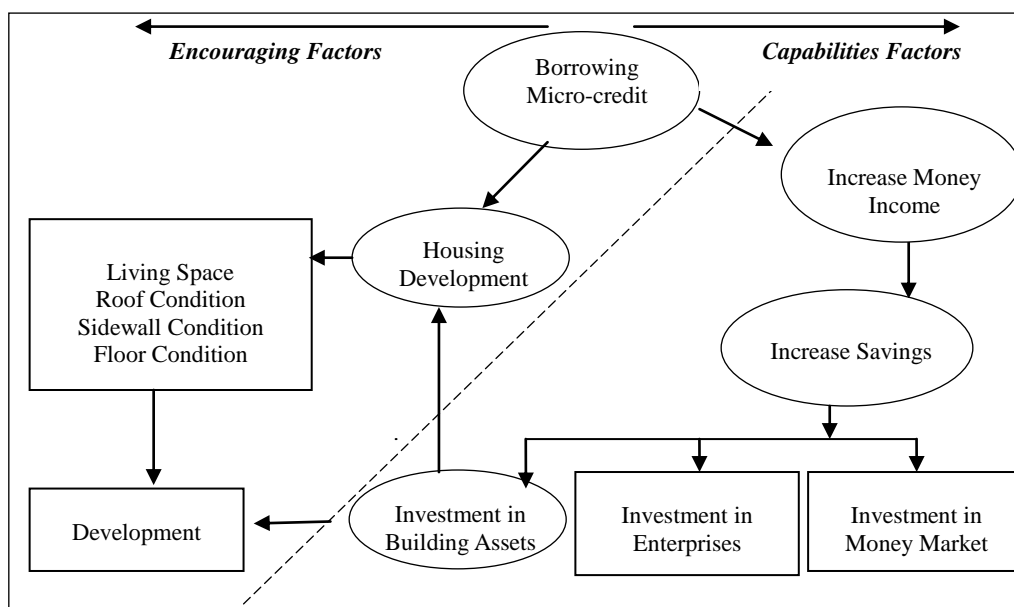 Encouraging Factors
Capabilities Factors
Borrowing
Micro-credit
Increase Money
Income
Housing
Development
Living Space
Roof Condition
Sidewall Condition
Floor Condition
Increase Savings
Development
Investment in
Building Assets
Investment in
Enterprises
Investment in
Money Market